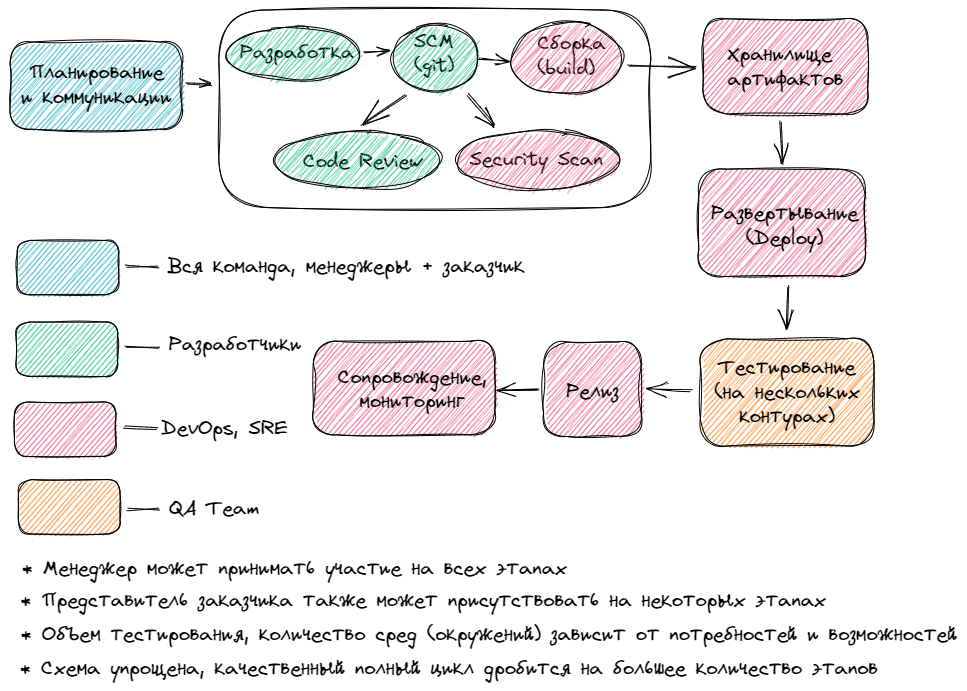 Планирование
и коммуникации
Разработка
SCM
(git)
Сборка
(build)
Code Review
Security Scan
Хранилище
артифактов
Развертывание
(Deploy)
Тестирование
(на нескольких
контурах)
Релиз
Сопровождение,
мониторинг
Вся команда, менеджеры + заказчик
Разработчики
DevOps, SRE
QA Team
* Менеджер может принимать участие на всех этапах
* Представитель заказчика также может присутствовать на некоторых этапах
* Объем тестирования, количество сред (окружений) зависит от потребностей и возможностей
* Схема упрощена, качественный полный цикл дробится на большее количество этапов